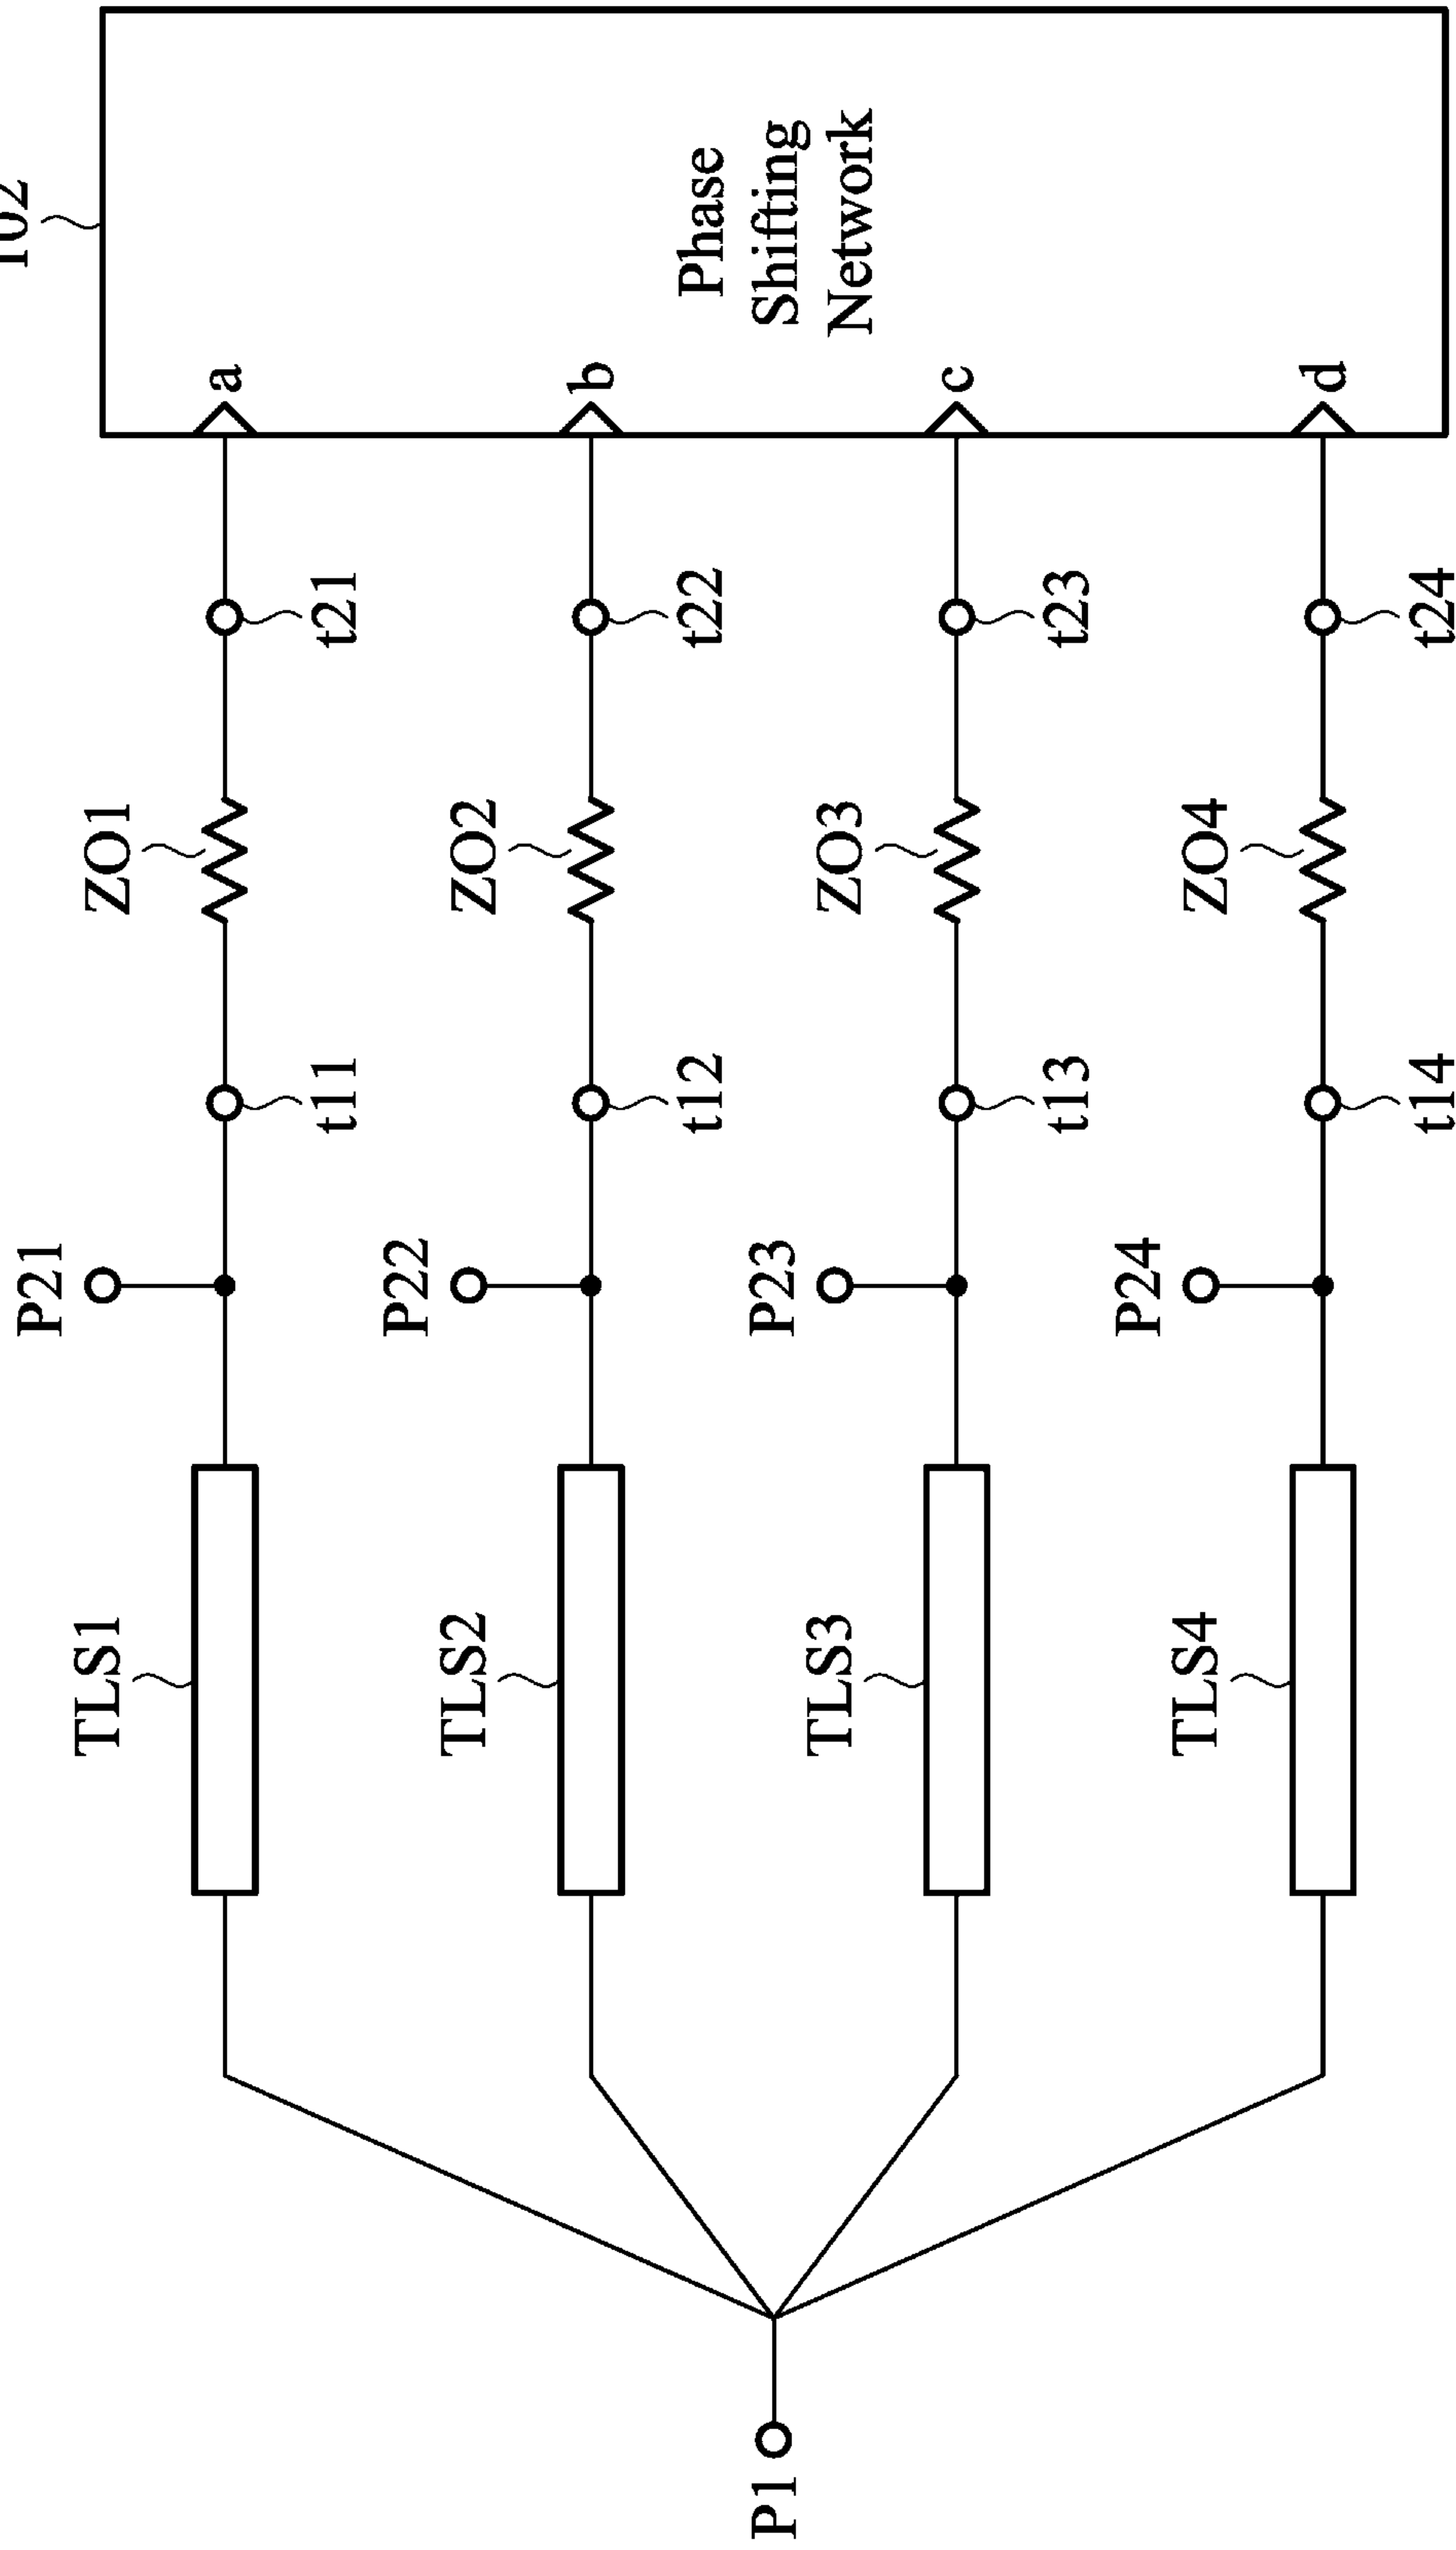 102
Phase
Shifting
Network
a
b
c
d
t21
t22
t23
t24
ZO1
ZO2
ZO3
ZO4
t11
t12
t13
t14
P21
P22
P23
P24
TLS1
TLS2
TLS3
TLS4
P1